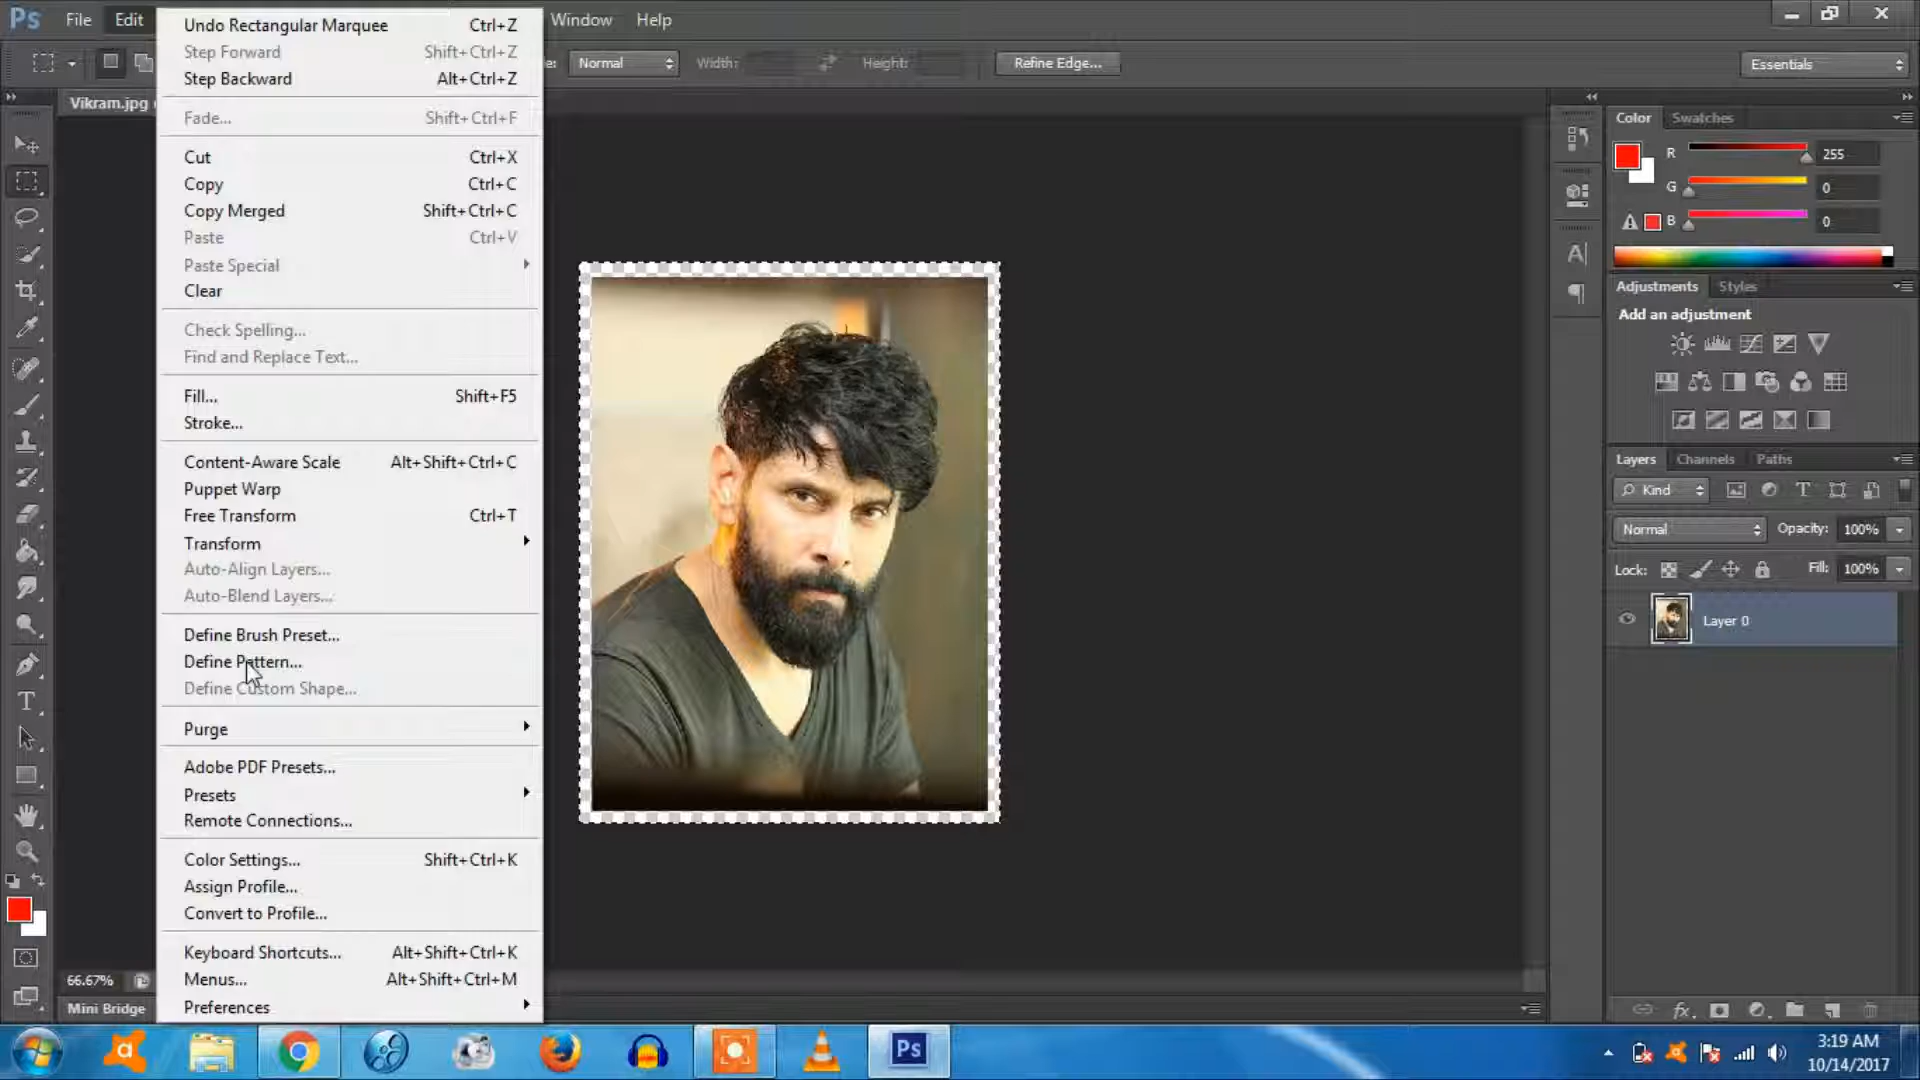 Ps File Edit Window Help
Undo Rectangular Marquee Ctrl+Z
Step Forward Shift+Ctrl+Z
Step Backward Alt+Ctrl+Z
Fade... Shift+Ctrl+F
Cut Ctrl+X
Copy Ctrl+C
Copy Merged Shift+Ctrl+C
Paste Ctrl+V
Paste Special
Clear
Check Spelling...
Find and Replace Text...
Fill... Shift+F5
Stroke...
Content-Aware Scale Alt+Shift+Ctrl+C
Puppet Warp
Free Transform Ctrl+T
Transform
Auto-Align Layers...
Auto-Blend Layers...
Define Brush Preset...
Define Pattern...
Define Custom Shape...
Purge
Adobe PDF Presets...
Presets
Remote Connections...
Color Settings... Shift+Ctrl+K
Assign Profile...
Convert to Profile...
Keyboard Shortcuts... Alt+Shift+Ctrl+K
Menus... Alt+Shift+Ctrl+M
Preferences
e: Normal Width: Height: Refine Edge... Essentials
Vikram.jpg
Color Swatches
R 255
G 0
B 0
Adjustments Styles
Add an adjustment
Layers Channels Paths
Kind
Normal Opacity: 100%
Lock: Fill: 100%
Layer 0
66.67%
Mini Bridge
Ps
3:19 AM
10/14/2017